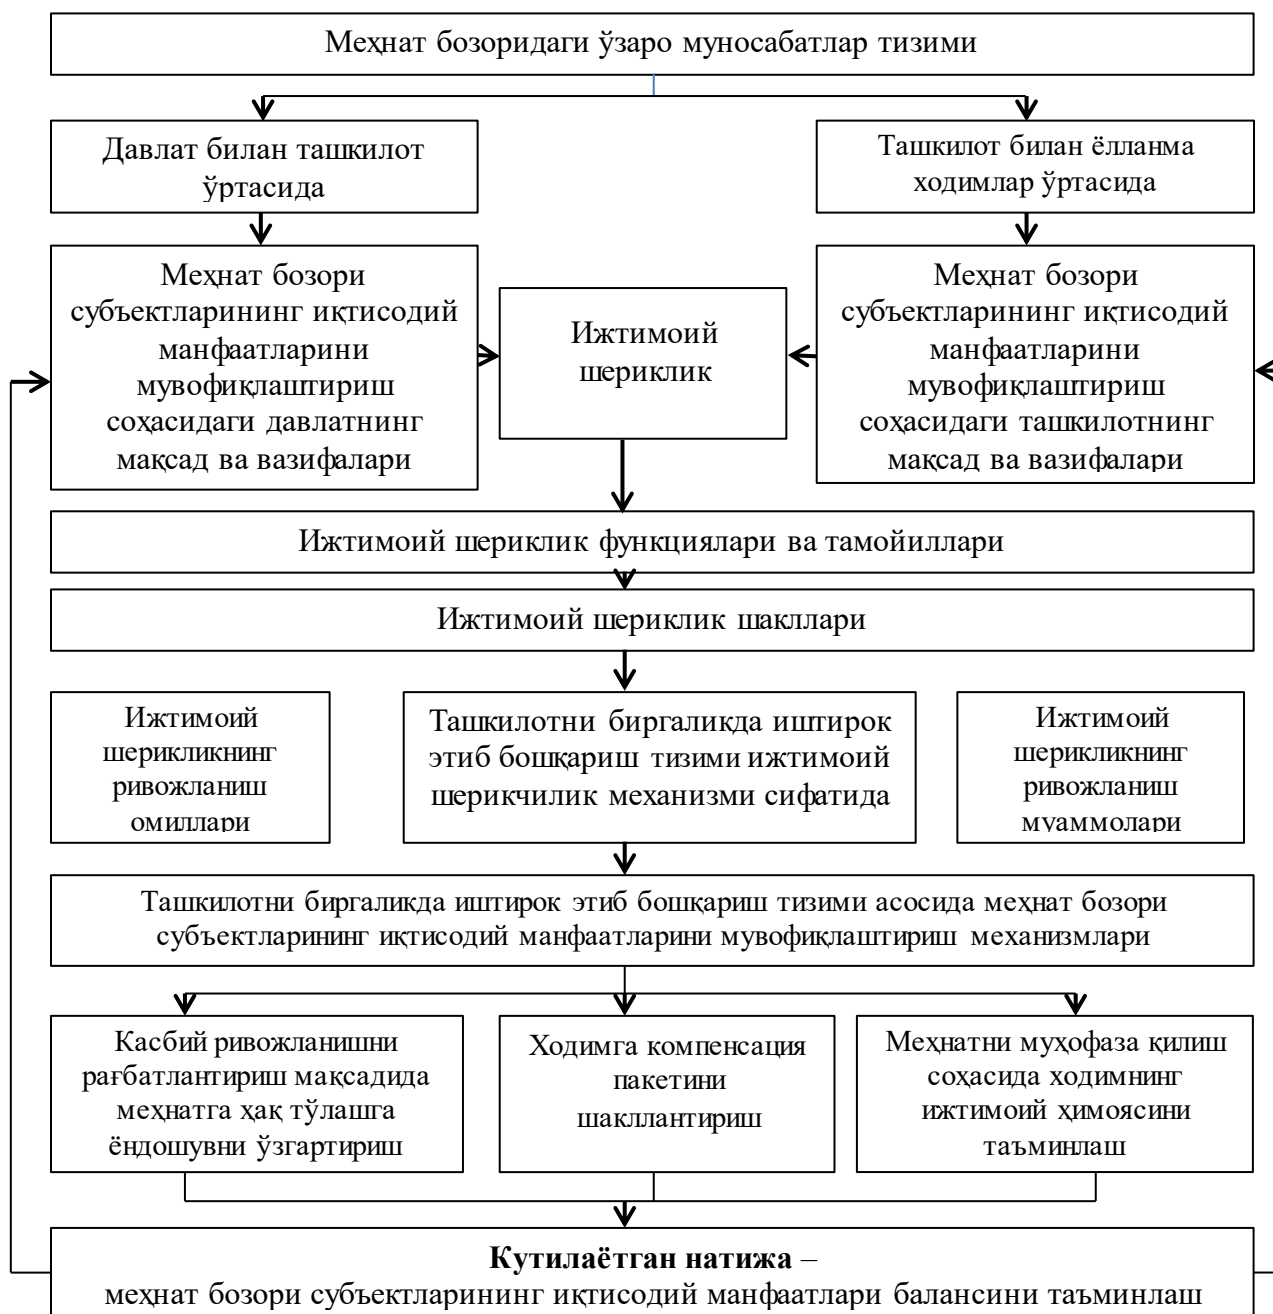 Меҳнат бозоридаги ўзаро муносабатлар тизими
Давлат билан ташкилот
ўртасида
Ташкилот билан ёлланма
ходимлар ўртасида
Меҳнат бозори
субъектларининг иқтисодий
манфаатларини
мувофиқлаштириш
соҳасидаги давлатнинг
мақсад ва вазифалари
Ижтимоий
шериклик
Меҳнат бозори
субъектларининг иқтисодий
манфаатларини
мувофиқлаштириш
соҳасидаги ташкилотнинг
мақсад ва вазифалари
Ижтимоий шериклик функциялари ва тамойиллари
Ижтимоий шериклик шакллари
Ижтимоий
шерикликнинг
ривожланиш
омиллари
Ташкилотни биргаликда иштирок
этиб бошқариш тизими ижтимоий
шерикчилик механизми сифатида
Ижтимоий
шерикликнинг
ривожланиш
муаммолари
Ташкилотни биргаликда иштирок этиб бошқариш тизими асосида меҳнат бозори
субъектларининг иқтисодий манфаатларини мувофиқлаштириш механизмлари
Касбий ривожланишни
рағбатлантириш мақсадида
меҳнатга ҳақ тўлашга
ёндошувни ўзгартириш
Ходимга компенсация
пакетини
шакллантириш
Меҳнатни муҳофаза қилиш
соҳасида ходимнинг
ижтимоий ҳимоясини
таъминлаш
Кутилаётган натижа –
меҳнат бозори субъектларининг иқтисодий манфаатлари балансини таъминлаш